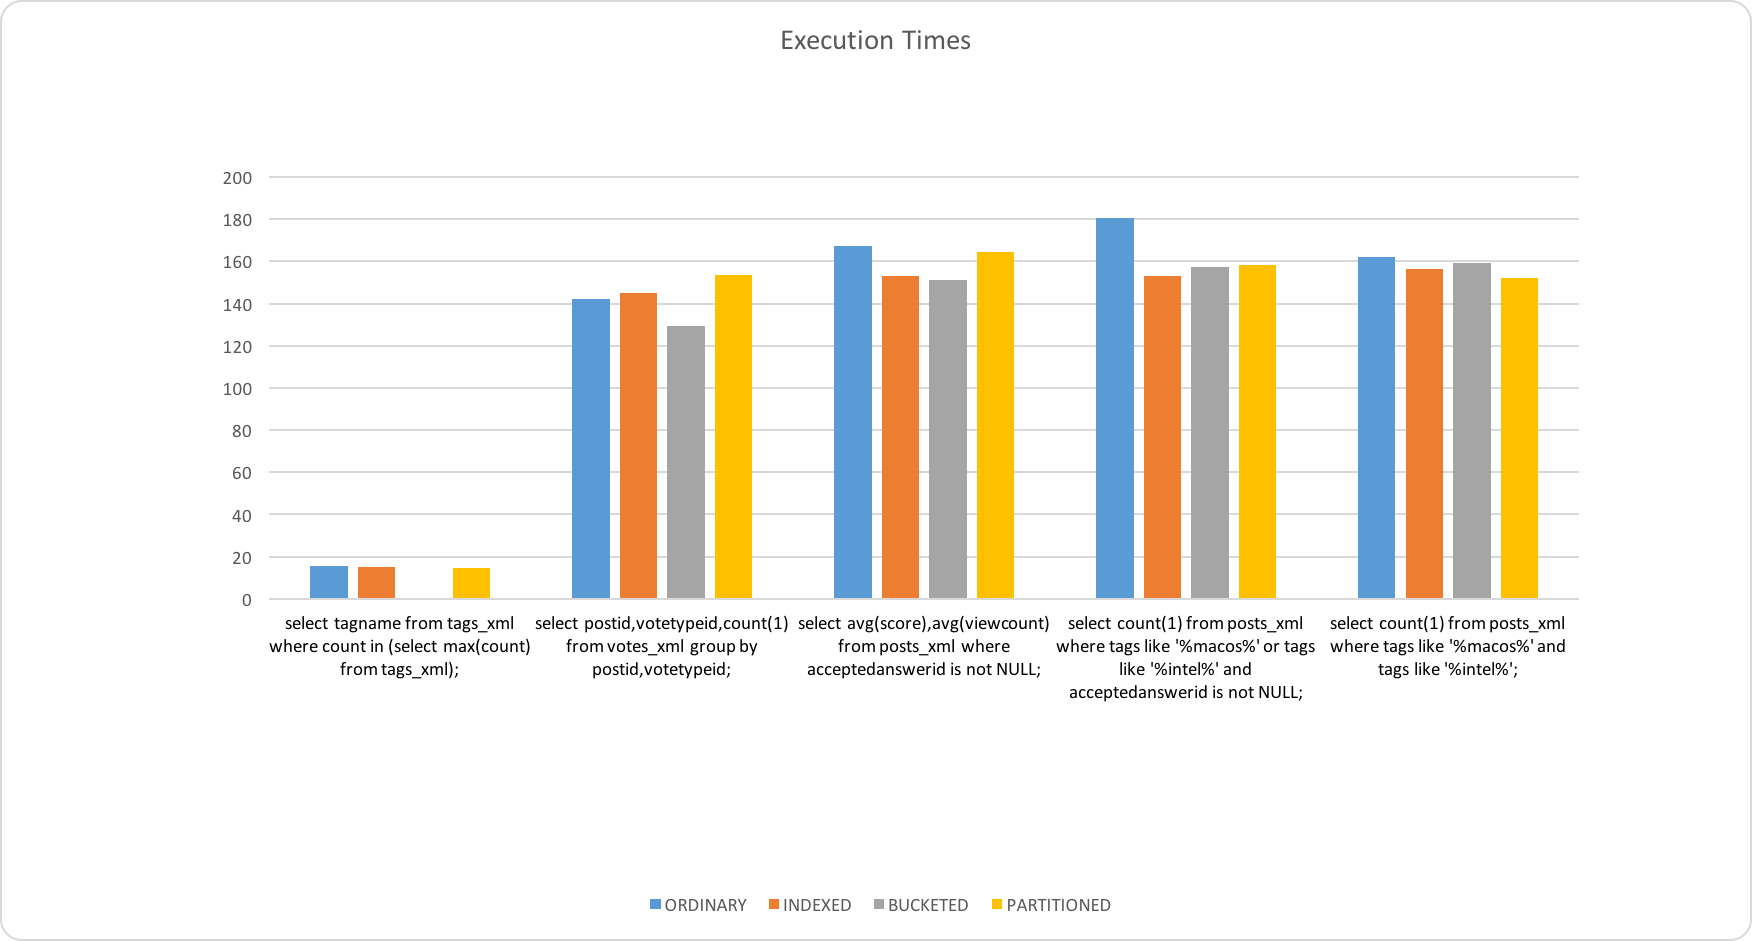 Execution Times
200
180
160
140
120
100
80
60
40
20
0
select tagname from tags_xml
where count in (select max(count)
from tags_xml);
select postid,votetypeid,count(1)
from votes_xml group by
postid,votetypeid;
select avg(score),avg(viewcount)
from posts_xml where
acceptedanswerid is not NULL;
select count(1) from posts_xml
where tags like '%macos%' or tags
like '%intel%' and
acceptedanswerid is not NULL;
select count(1) from posts_xml
where tags like '%macos%' and
tags like '%intel%';
ORDINARY INDEXED BUCKETED PARTITIONED